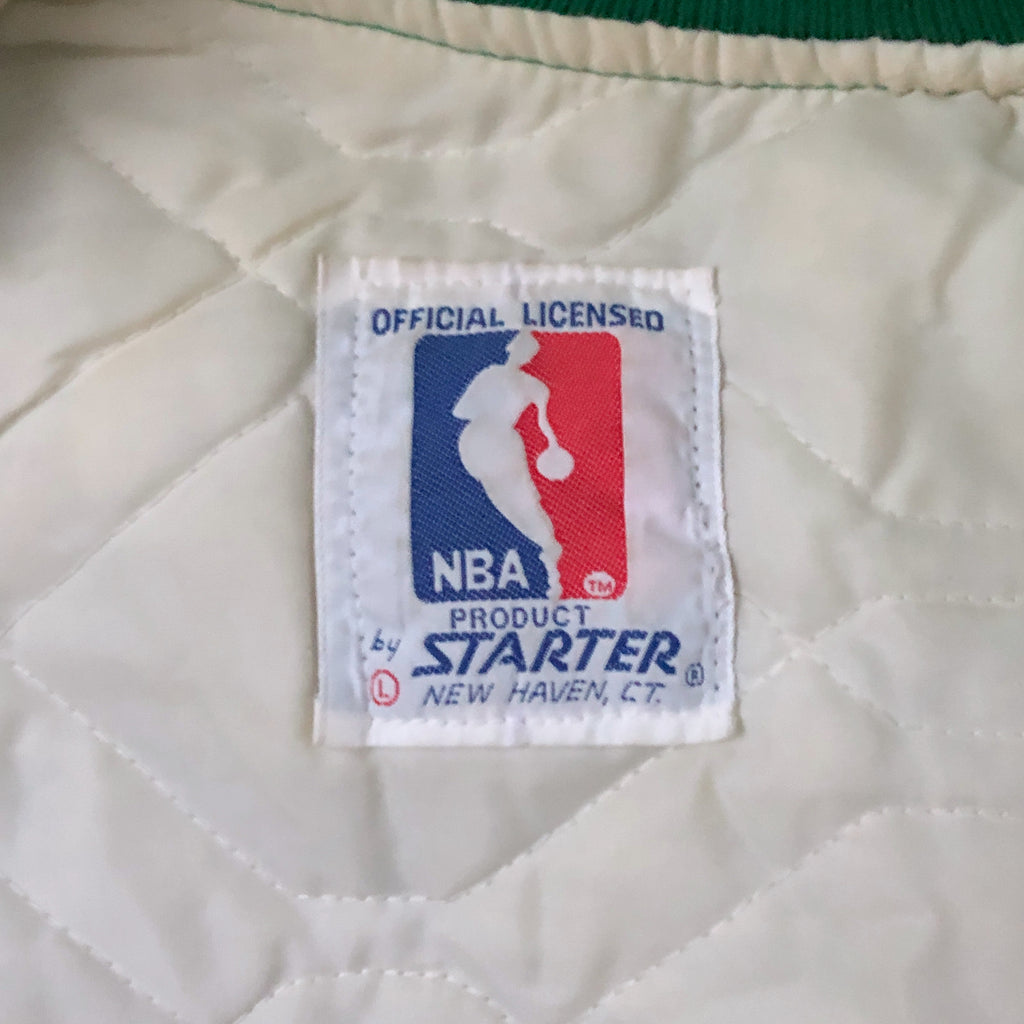 OFFICIAL LICENSED
NBA TM
PRODUCT
by STARTER ®
L NEW HAVEN, CT.